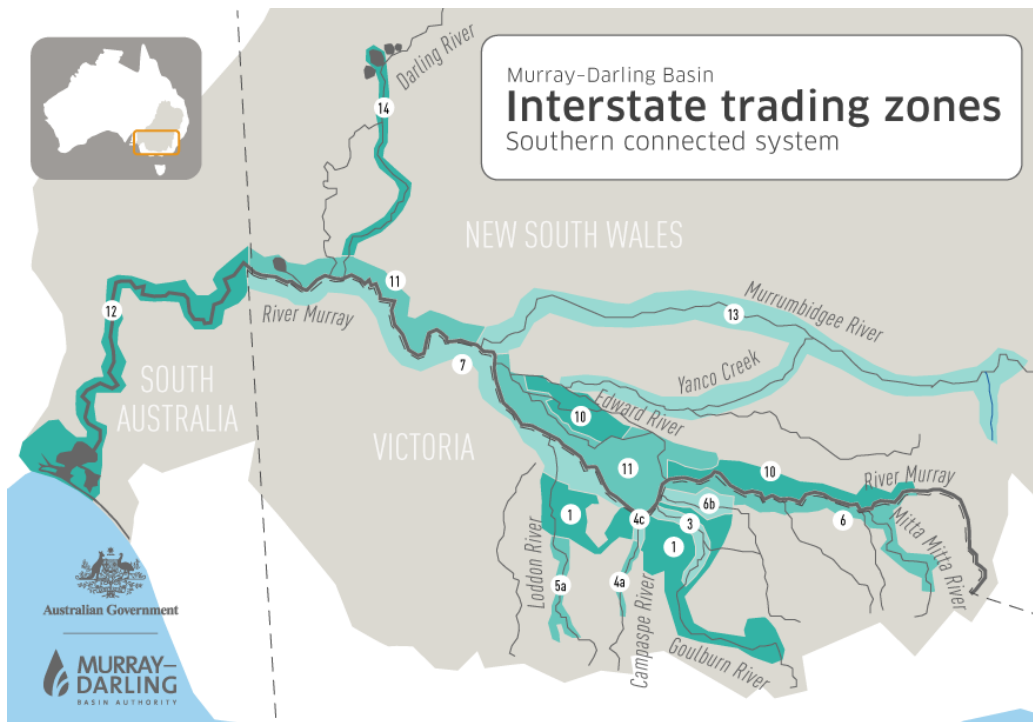 Murray–Darling Basin
Interstate trading zones
Southern connected system
Darling River
14
NEW SOUTH WALES
11
12
River Murray
Murrumbidgee River
13
7
Yanco Creek
SOUTH
AUSTRALIA
VICTORIA
Edward River
10
11
10
River Murray
6b
6
Mitta Mitta River
1
4c
3
1
Loddon River
5a
4a
Campaspe River
Goulburn River
Australian Government
MURRAY–
DARLING
BASIN AUTHORITY